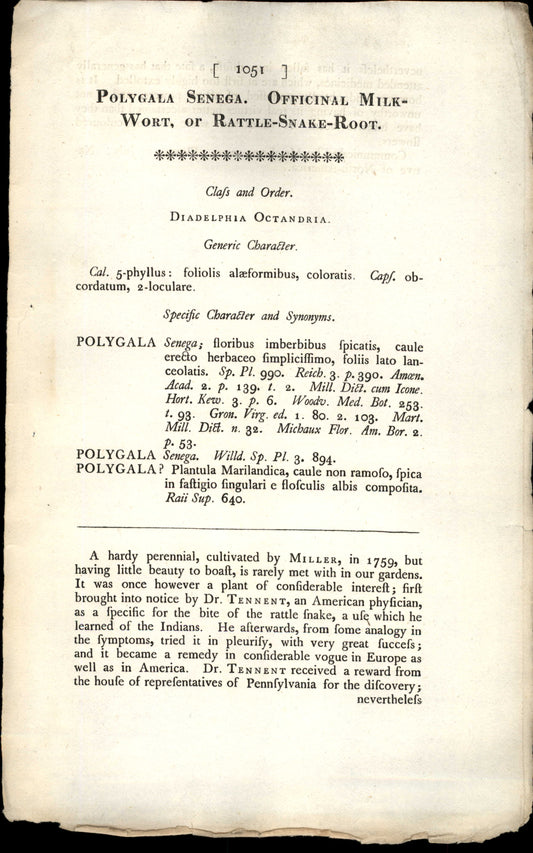 [ 1051 ]
POLYGALA SENEGA. OFFICINAL MILK-
WORT, OR RATTLE-SNAKE-ROOT.
✻✻✻✻✻✻✻✻✻✻✻✻✻✻✻✻✻
Claſs and Order.
DIADELPHIA OCTANDRIA.
Generic Character.
Cal. 5-phyllus: foliolis alæformibus, coloratis. Capſ. ob-
cordatum, 2-loculare.
Specific Character and Synonyms.
POLYGALA Senega; floribus imberbibus ſpicatis, caule
erecto herbaceo ſimpliciſſimo, foliis lato lan-
ceolatis. Sp. Pl. 990. Reich. 3. p. 390. Amœn.
Acad. 2. p. 139. t. 2. Mill. Dict. cum Icone.
Hort. Kew. 3. p. 6. Woodv. Med. Bot. 253.
t. 93. Gron. Virg. ed. 1. 80. 2. 103. Mart.
Mill. Dict. n. 32. Michaux Flor. Am. Bor. 2.
p. 53.
POLYGALA Senega. Willd. Sp. Pl. 3. 894.
POLYGALA? Plantula Marilandica, caule non ramoſo, ſpica
in faſtigio ſingulari e floſculis albis compoſita.
Raii Sup. 640.
A hardy perennial, cultivated by MILLER, in 1759, but
having little beauty to boaſt, is rarely met with in our gardens.
It was once however a plant of conſiderable intereſt; firſt
brought into notice by Dr. TENNENT, an American phyſician,
as a ſpecific for the bite of the rattle ſnake, a uſe which he
learned of the Indians. He afterwards, from ſome analogy in
the ſymptoms, tried it in pleuriſy, with very great ſucceſs;
and it became a remedy in conſiderable vogue in Europe as
well as in America. Dr. TENNENT received a reward from
the houſe of repreſentatives of Pennſylvania for the diſcovery;
nevertheleſs